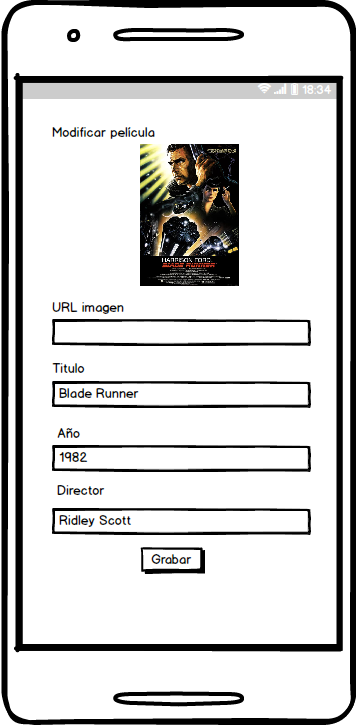 18:34
Modificar película
HARRISON FORD
BLADE RUNNER
URL imagen
Titulo
Blade Runner
Año
1982
Director
Ridley Scott
Grabar